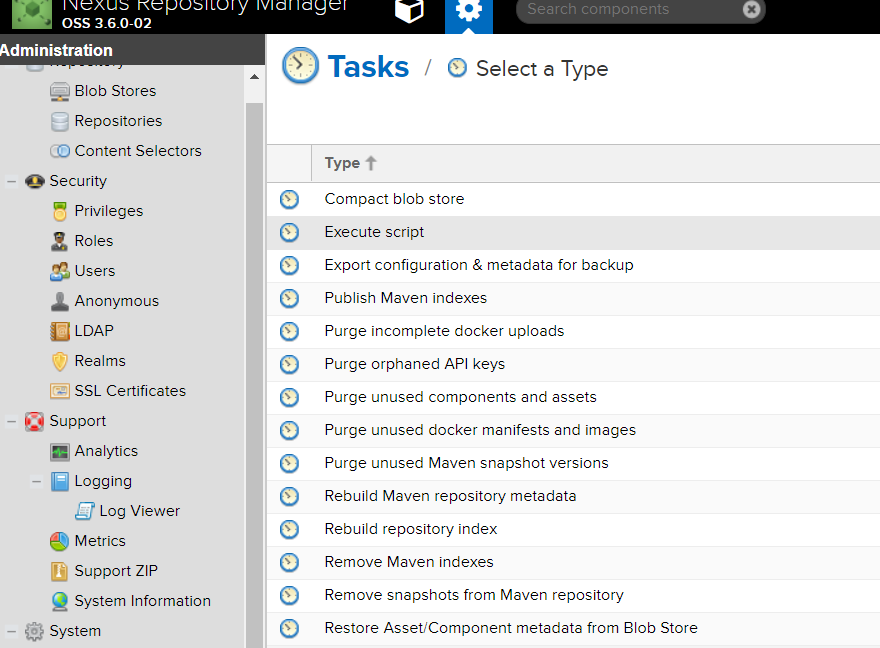 Nexus Repository Manager
OSS 3.6.0-02
Search components
Administration
Repository
Blob Stores
Repositories
Content Selectors
Security
Privileges
Roles
Users
Anonymous
LDAP
Realms
SSL Certificates
Support
Analytics
Logging
Log Viewer
Metrics
Support ZIP
System Information
System
Tasks / Select a Type
Type
Compact blob store
Execute script
Export configuration & metadata for backup
Publish Maven indexes
Purge incomplete docker uploads
Purge orphaned API keys
Purge unused components and assets
Purge unused docker manifests and images
Purge unused Maven snapshot versions
Rebuild Maven repository metadata
Rebuild repository index
Remove Maven indexes
Remove snapshots from Maven repository
Restore Asset/Component metadata from Blob Store